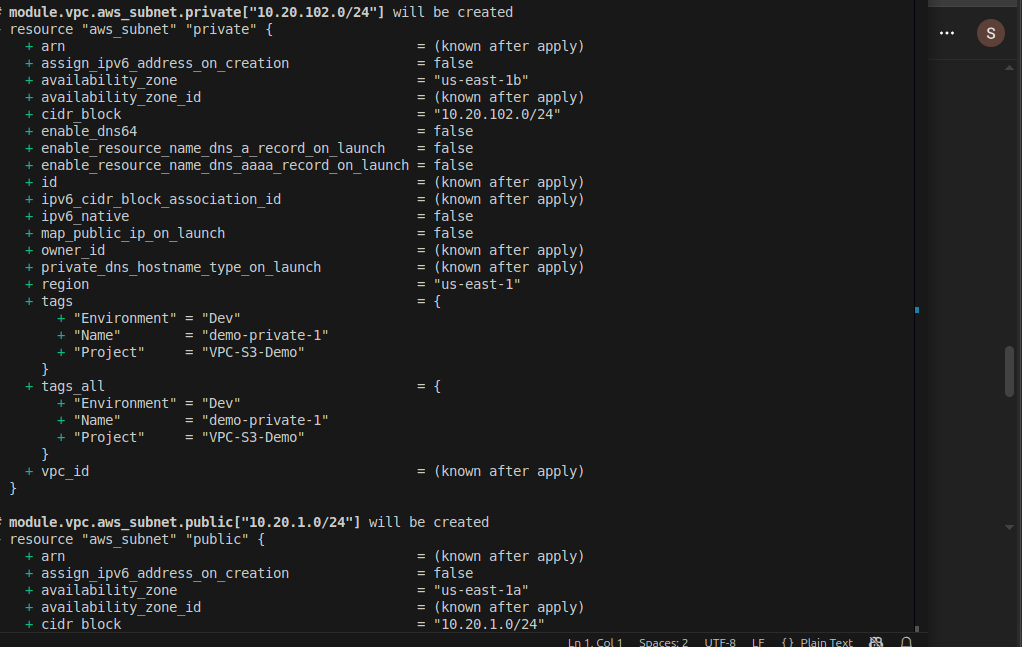 # module.vpc.aws_subnet.private["10.20.102.0/24"] will be created
resource "aws_subnet" "private" {
+ arn = (known after apply)
+ assign_ipv6_address_on_creation = false
+ availability_zone = "us-east-1b"
+ availability_zone_id = (known after apply)
+ cidr_block = "10.20.102.0/24"
+ enable_dns64 = false
+ enable_resource_name_dns_a_record_on_launch = false
+ enable_resource_name_dns_aaaa_record_on_launch = false
+ id = (known after apply)
+ ipv6_cidr_block_association_id = (known after apply)
+ ipv6_native = false
+ map_public_ip_on_launch = false
+ owner_id = (known after apply)
+ private_dns_hostname_type_on_launch = (known after apply)
+ region = "us-east-1"
+ tags = {
+ "Environment" = "Dev"
+ "Name" = "demo-private-1"
+ "Project" = "VPC-S3-Demo"
}
+ tags_all = {
+ "Environment" = "Dev"
+ "Name" = "demo-private-1"
+ "Project" = "VPC-S3-Demo"
}
+ vpc_id = (known after apply)
}
# module.vpc.aws_subnet.public["10.20.1.0/24"] will be created
resource "aws_subnet" "public" {
+ arn = (known after apply)
+ assign_ipv6_address_on_creation = false
+ availability_zone = "us-east-1a"
+ availability_zone_id = (known after apply)
+ cidr_block = "10.20.1.0/24"
Ln 1, Col 1 Spaces: 2 UTF-8 LF {} Plain Text
S